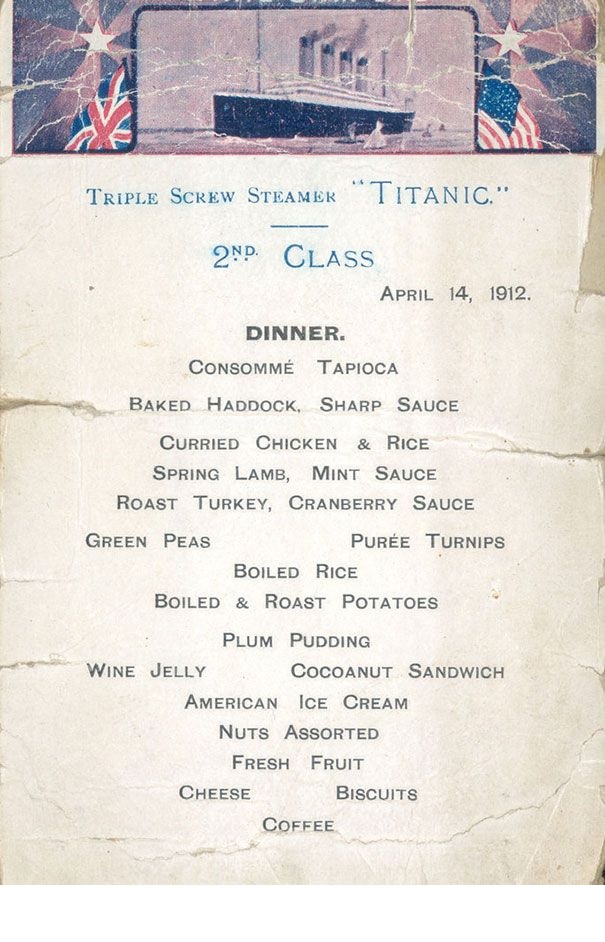 TRIPLE SCREW STEAMER "TITANIC."
2ND. CLASS
APRIL 14, 1912.
DINNER.
CONSOMMÉ TAPIOCA
BAKED HADDOCK, SHARP SAUCE
CURRIED CHICKEN & RICE
SPRING LAMB, MINT SAUCE
ROAST TURKEY, CRANBERRY SAUCE
GREEN PEAS PURÉE TURNIPS
BOILED RICE
BOILED & ROAST POTATOES
PLUM PUDDING
WINE JELLY COCOANUT SANDWICH
AMERICAN ICE CREAM
NUTS ASSORTED
FRESH FRUIT
CHEESE BISCUITS
COFFEE